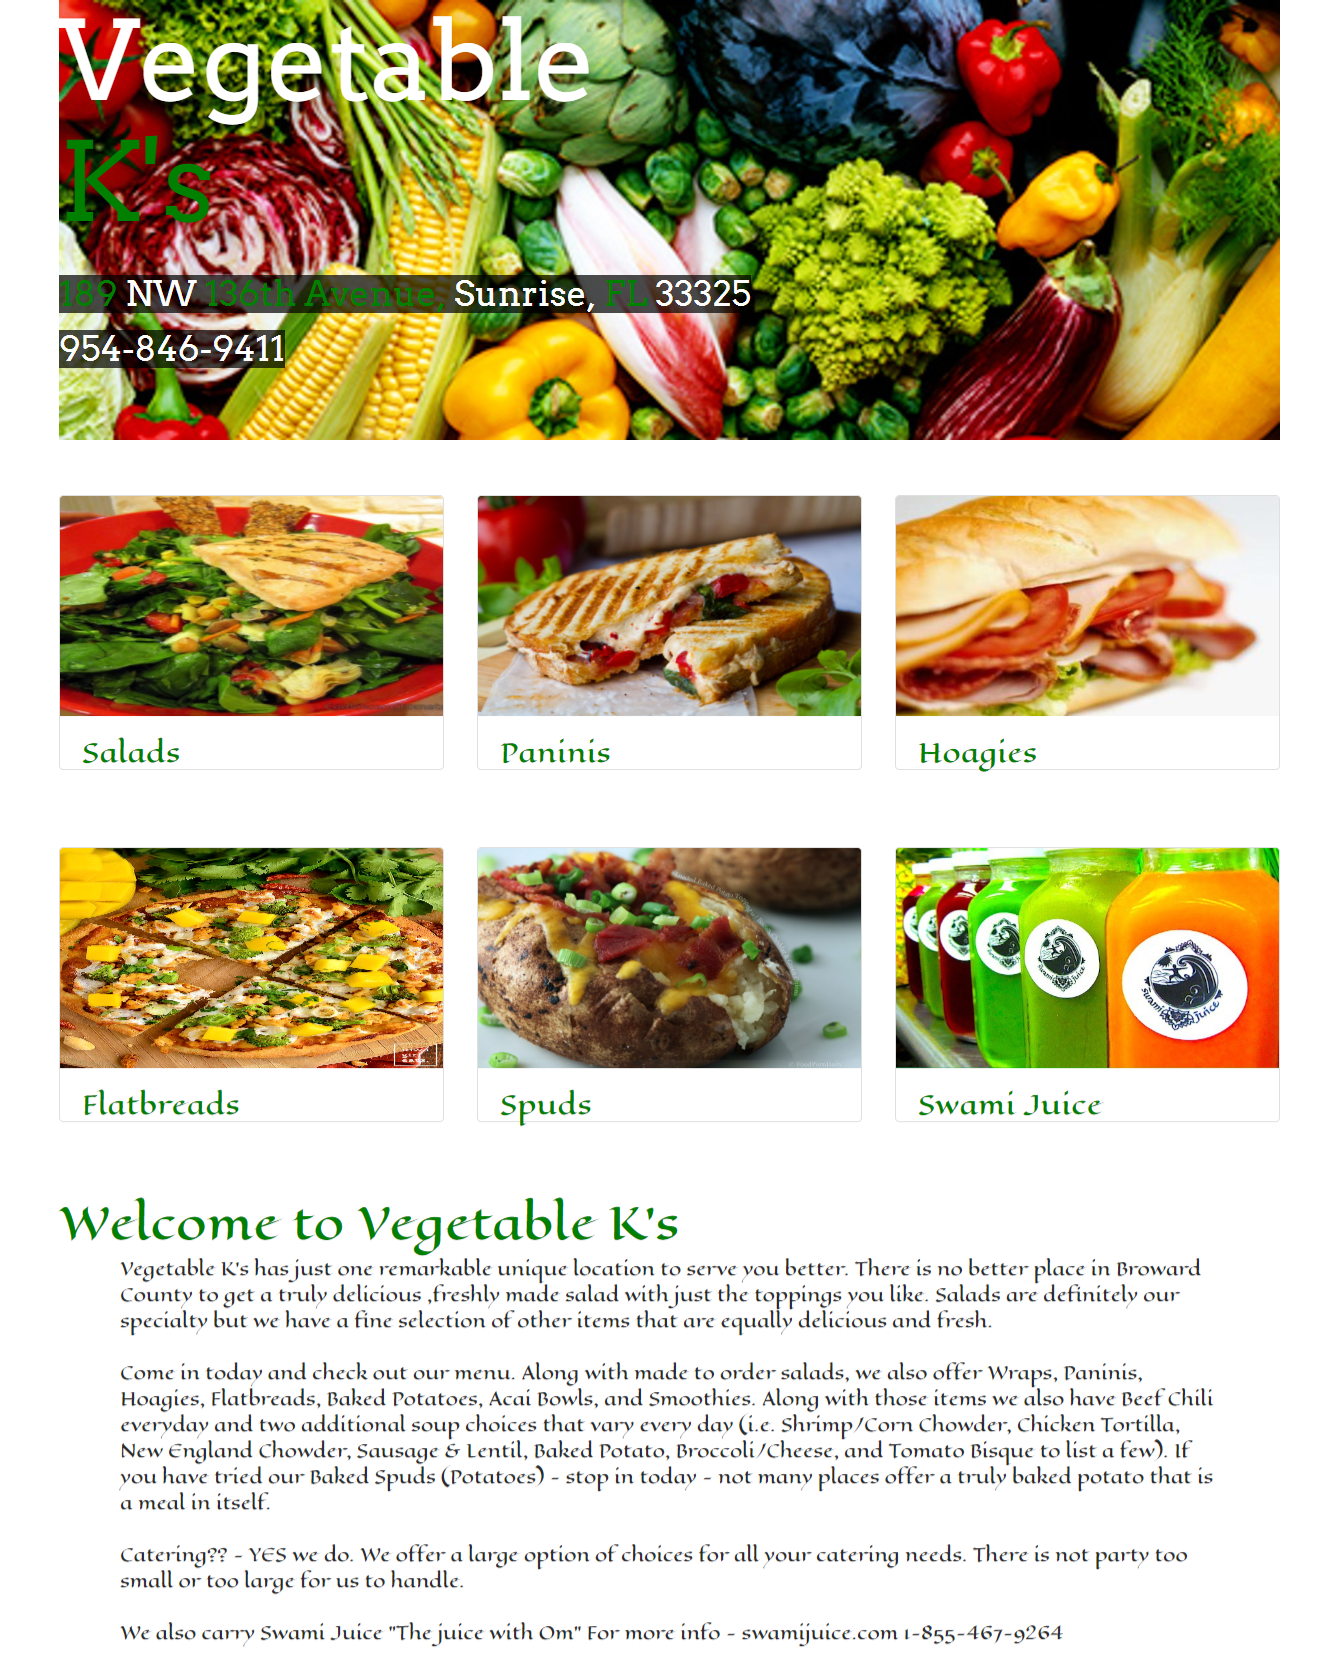 Vegetable
K's
189 NW 136th Avenue, Sunrise, FL 33325
954-846-9411
Salads
Paninis
Hoagies
swami juice
swami juice
Flatbreads
Spuds
Swami Juice
Welcome to Vegetable K's
Vegetable K's has just one remarkable unique location to serve you better. There is no better place in Broward
County to get a truly delicious ,freshly made salad with just the toppings you like. Salads are definitely our
specialty but we have a fine selection of other items that are equally delicious and fresh.
Come in today and check out our menu. Along with made to order salads, we also offer Wraps, Paninis,
Hoagies, Flatbreads, Baked Potatoes, Acai Bowls, and Smoothies. Along with those items we also have Beef Chili
everyday and two additional soup choices that vary every day (i.e. Shrimp/Corn Chowder, Chicken Tortilla,
New England Chowder, Sausage & Lentil, Baked Potato, Broccoli/Cheese, and Tomato Bisque to list a few). If
you have tried our Baked Spuds (Potatoes) - stop in today - not many places offer a truly baked potato that is
a meal in itself.
Catering?? - YES we do. We offer a large option of choices for all your catering needs. There is not party too
small or too large for us to handle.
We also carry Swami Juice "The juice with Om" For more info - swamijuice.com 1-855-467-9264